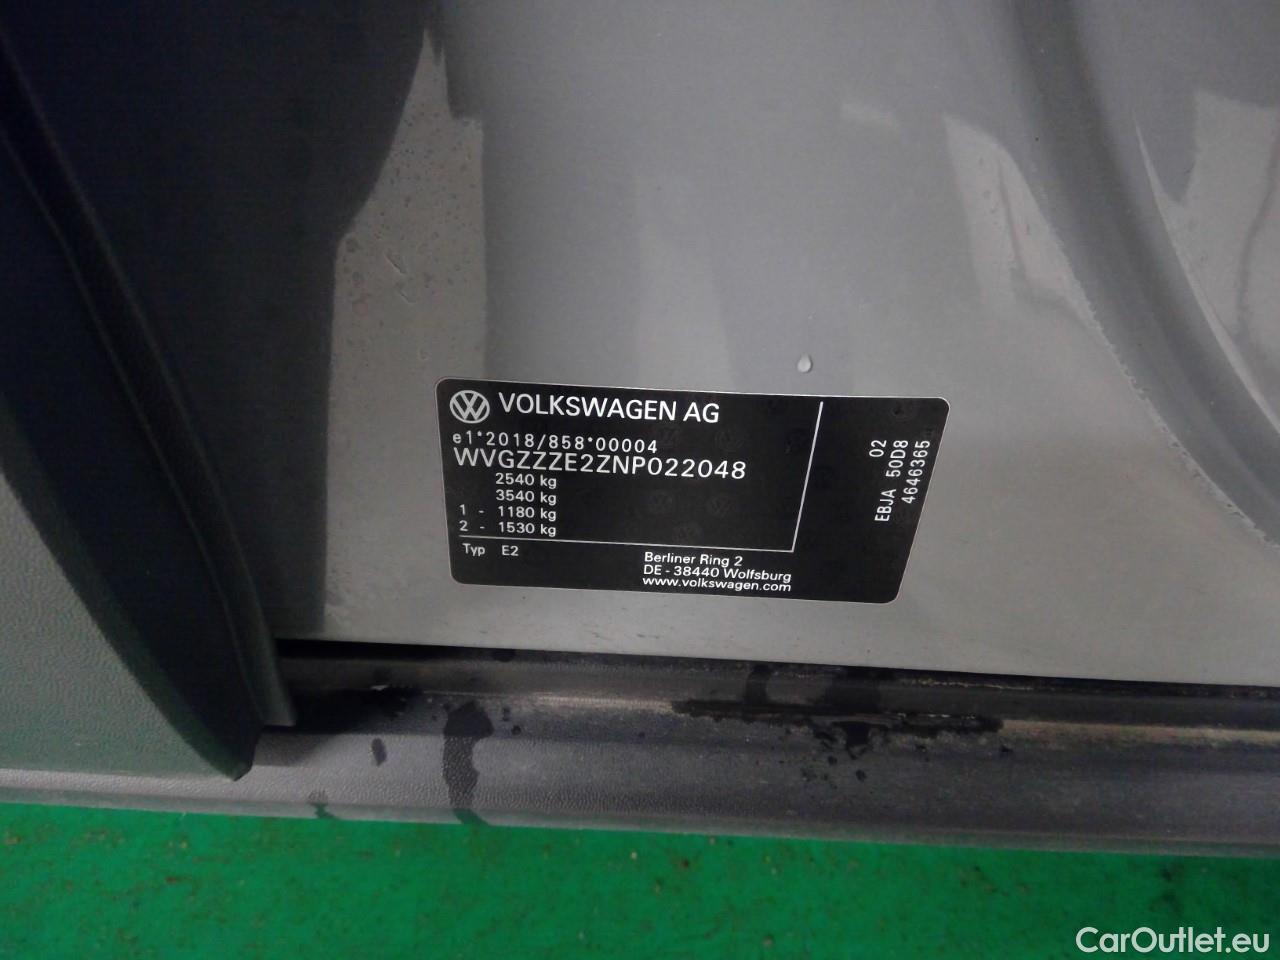 VOLKSWAGEN AG
e1*2018/858*00004
WVGZZZE2ZNP022048
2540 kg
3540 kg
1 - 1180 kg
2 - 1530 kg
Typ E2
Berliner Ring 2
DE - 38440 Wolfsburg
www.volkswagen.com
02
EBJA 50D8
4646365
CarOutlet.eu